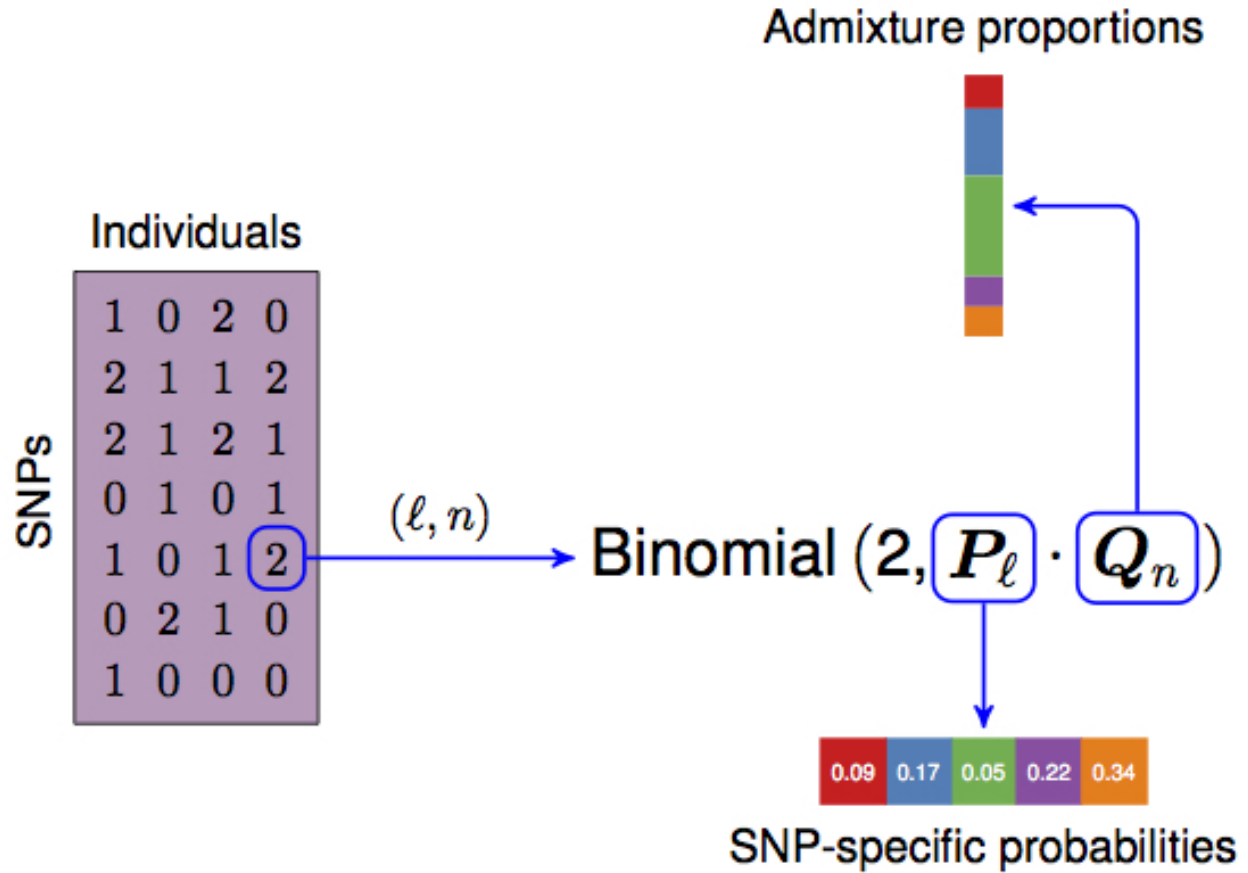 Admixture proportions
Individuals
SNPs
1 0 2 0
2 1 1 2
2 1 2 1
0 1 0 1
1 0 1 2
0 2 1 0
1 0 0 0
(ℓ, n)
Binomial (2, Pℓ · Qn)
0.09 0.17 0.05 0.22 0.34
SNP-specific probabilities